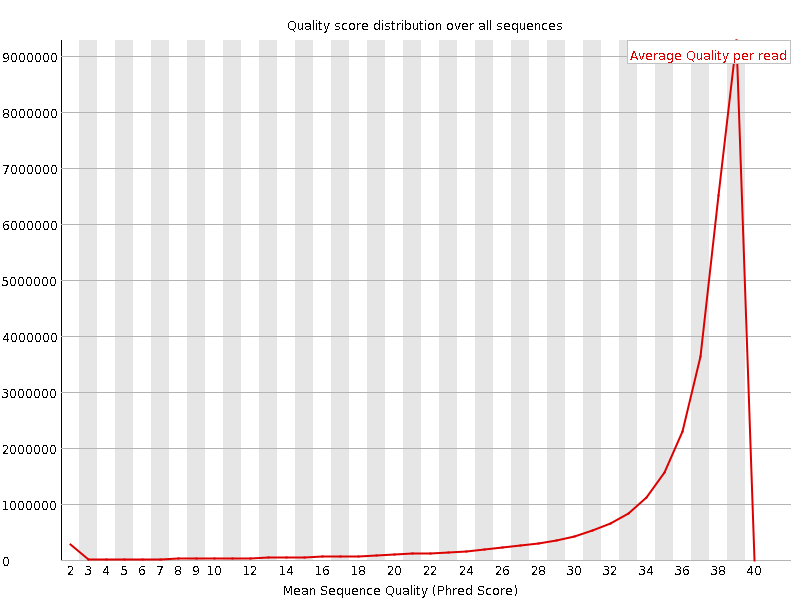 Quality score distribution over all sequences
Average Quality per read
9000000
8000000
7000000
6000000
5000000
4000000
3000000
2000000
1000000
0
2 3 4 5 6 7 8 9 10 12 14 16 18 20 22 24 26 28 30 32 34 36 38 40
Mean Sequence Quality (Phred Score)